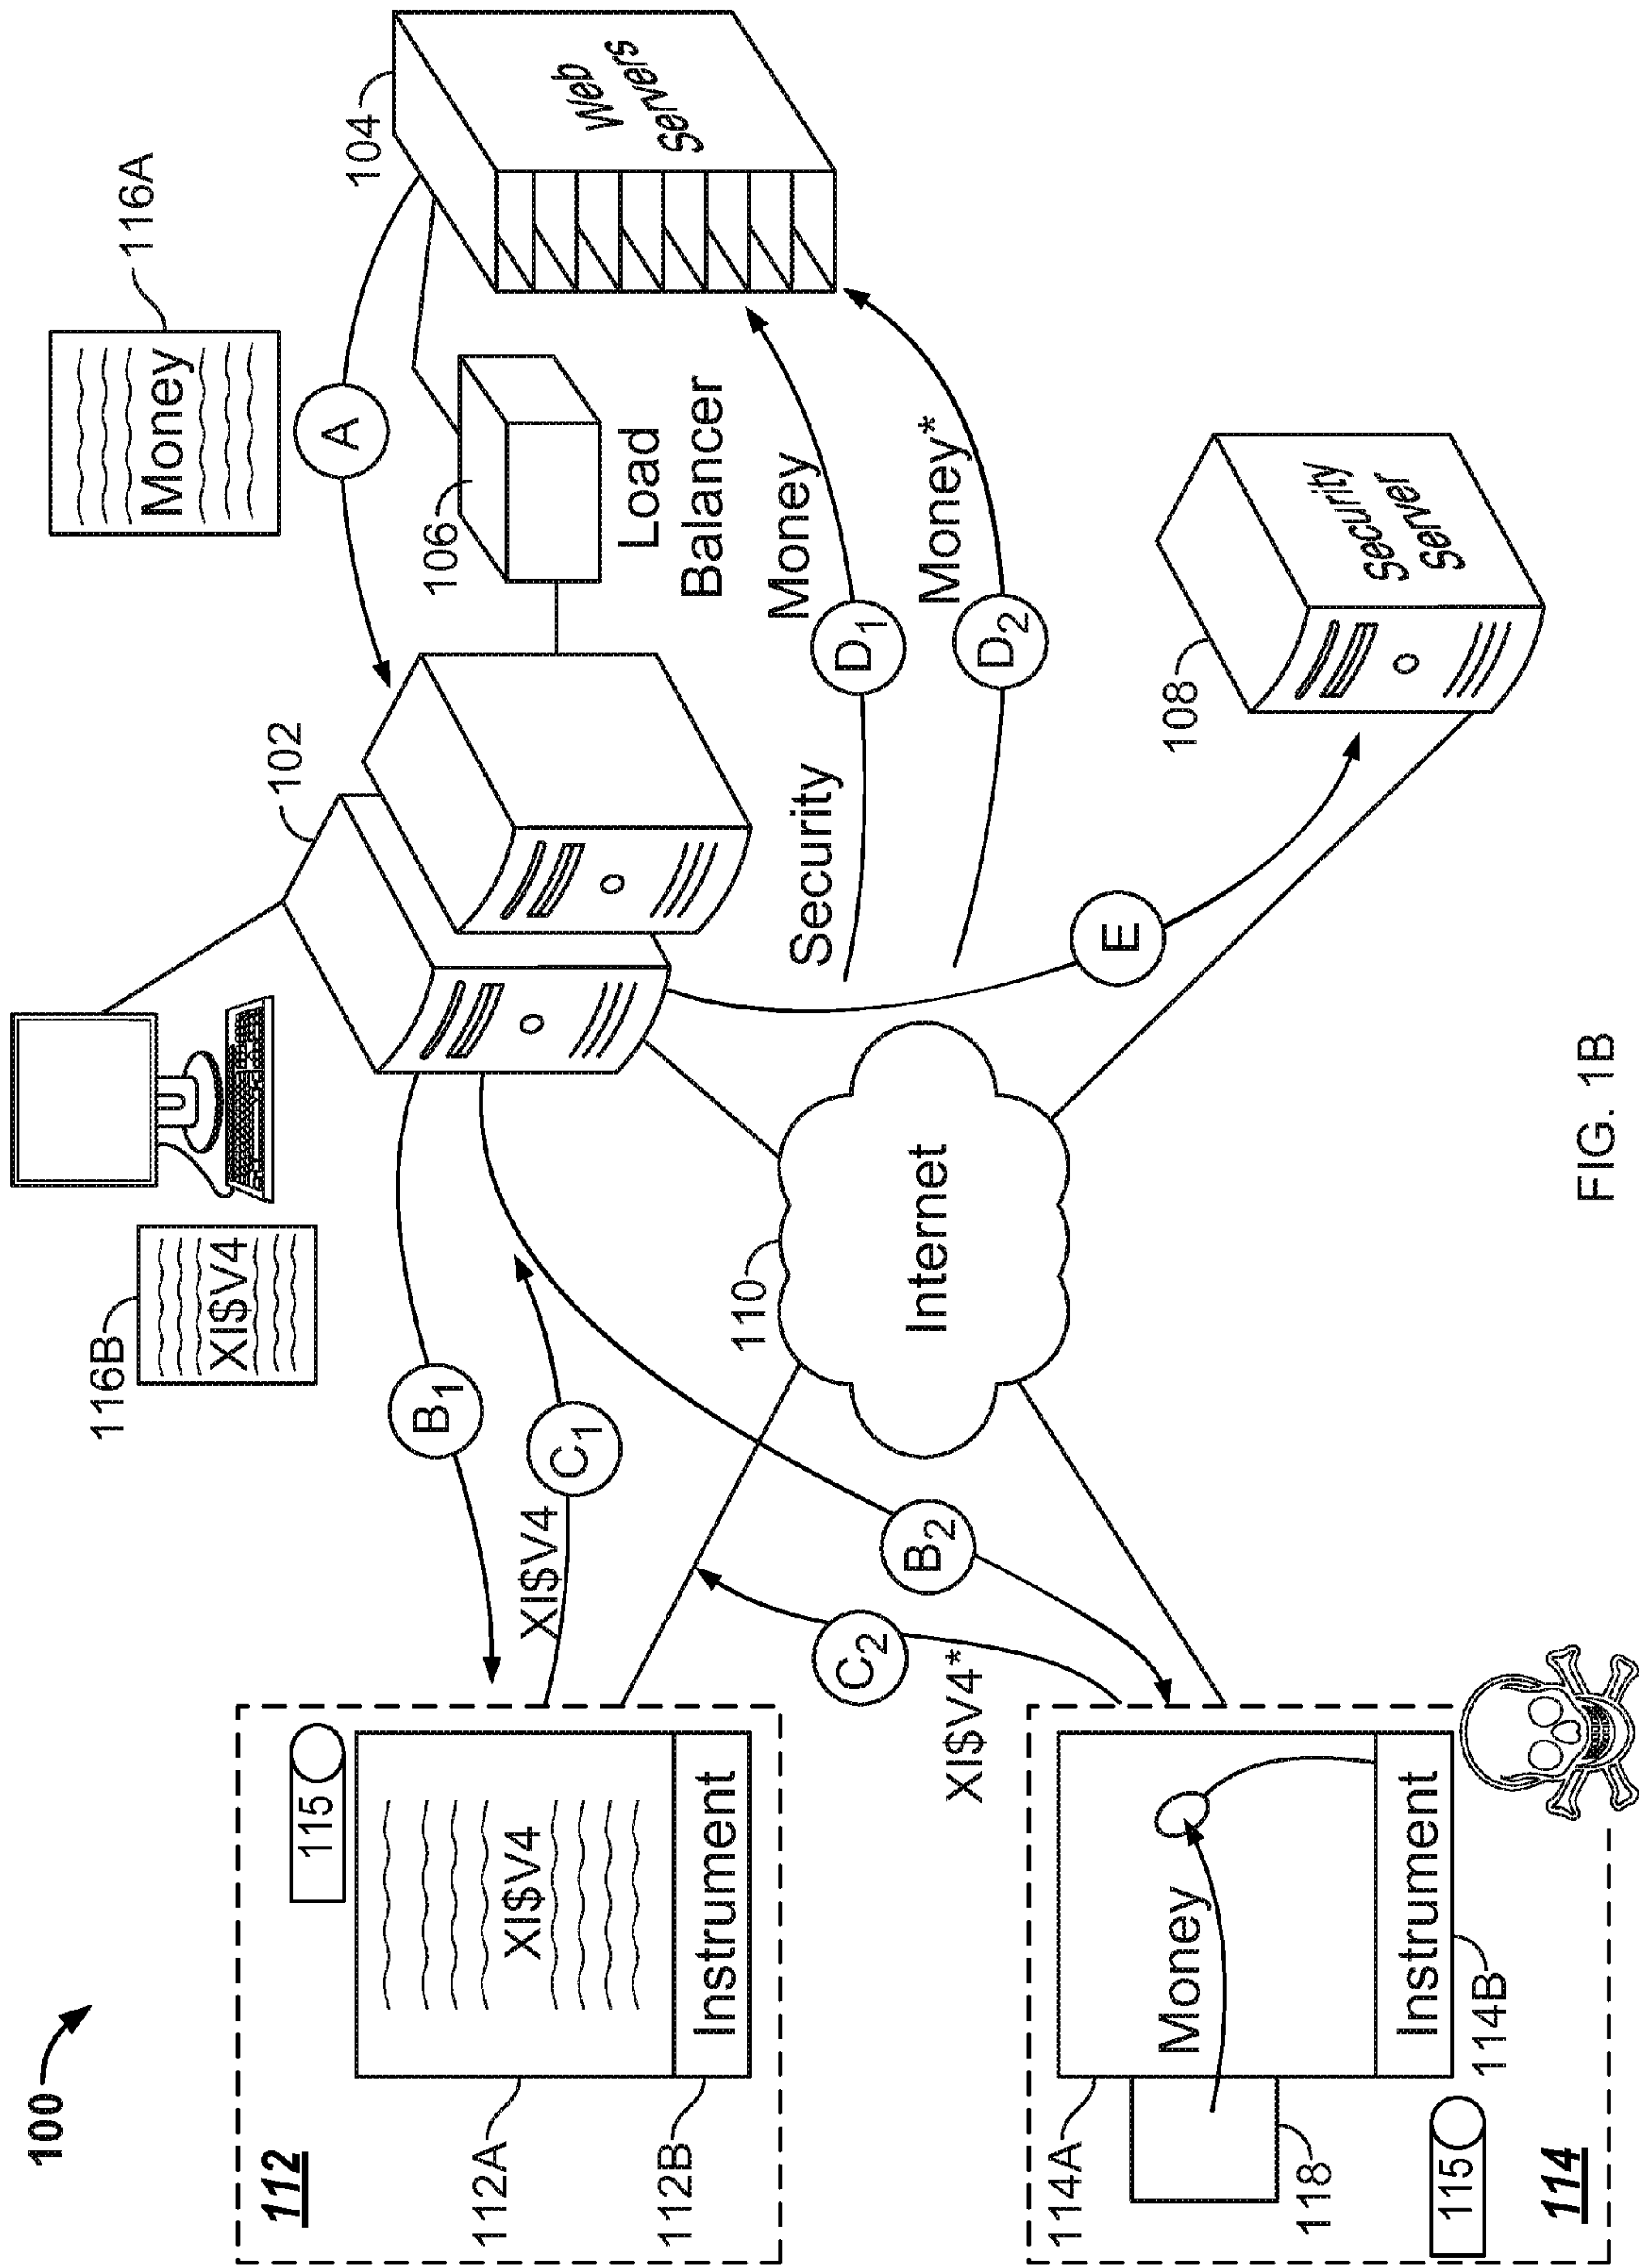 100
116B
XI$V4
116A
Money
102
A
104
Web
Servers
106
Load
Balancer
112
115
XI$V4
Instrument
112A
112B
B1
C1
XI$V4
Security
D1
Money
D2
Money*
110
Internet
C2
XI$V4*
B2
E
108
Security
Server
114
114A
Money
Instrument
114B
118
115
FIG. 1B